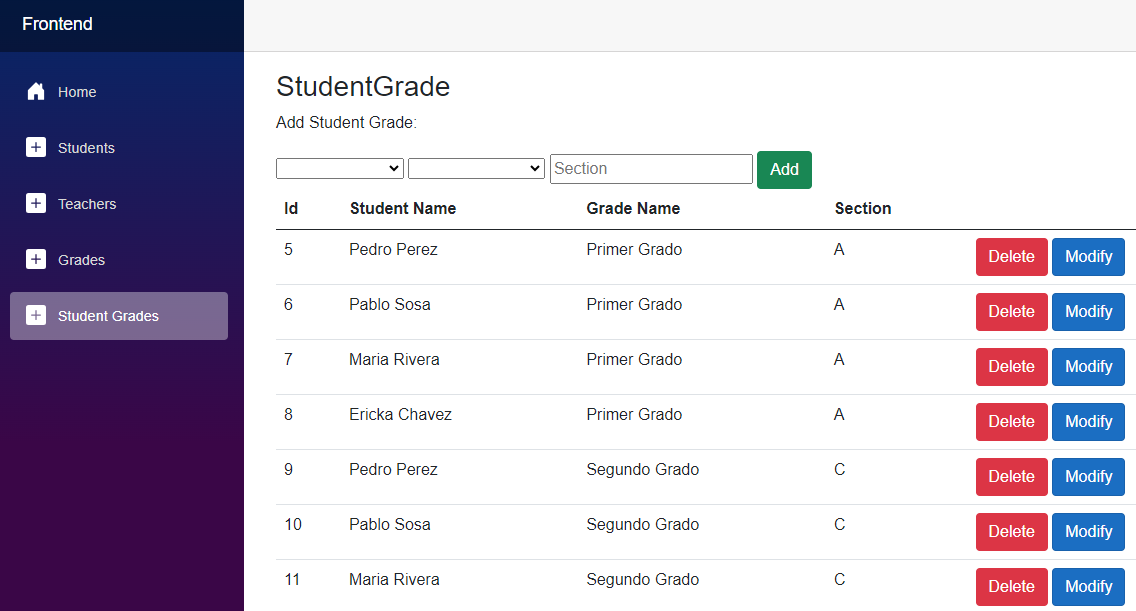 Frontend
Home
Students
Teachers
Grades
Student Grades
StudentGrade
Add Student Grade:
Section Add
Id Student Name Grade Name Section
5 Pedro Perez Primer Grado A Delete Modify
6 Pablo Sosa Primer Grado A Delete Modify
7 Maria Rivera Primer Grado A Delete Modify
8 Ericka Chavez Primer Grado A Delete Modify
9 Pedro Perez Segundo Grado C Delete Modify
10 Pablo Sosa Segundo Grado C Delete Modify
11 Maria Rivera Segundo Grado C Delete Modify